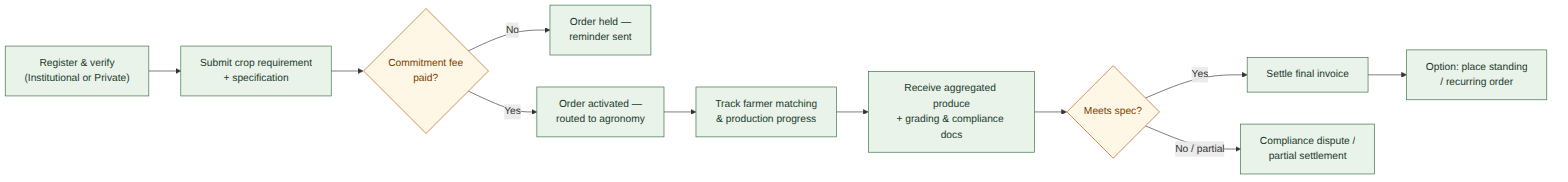 Register & verify
(Institutional or Private)
Submit crop requirement
+ specification
Commitment fee
paid?
No
Order held —
reminder sent
Yes
Order activated —
routed to agronomy
Track farmer matching
& production progress
Receive aggregated
produce
+ grading & compliance
docs
Meets spec?
Yes
Settle final invoice
Option: place standing
/ recurring order
No / partial
Compliance dispute /
partial settlement